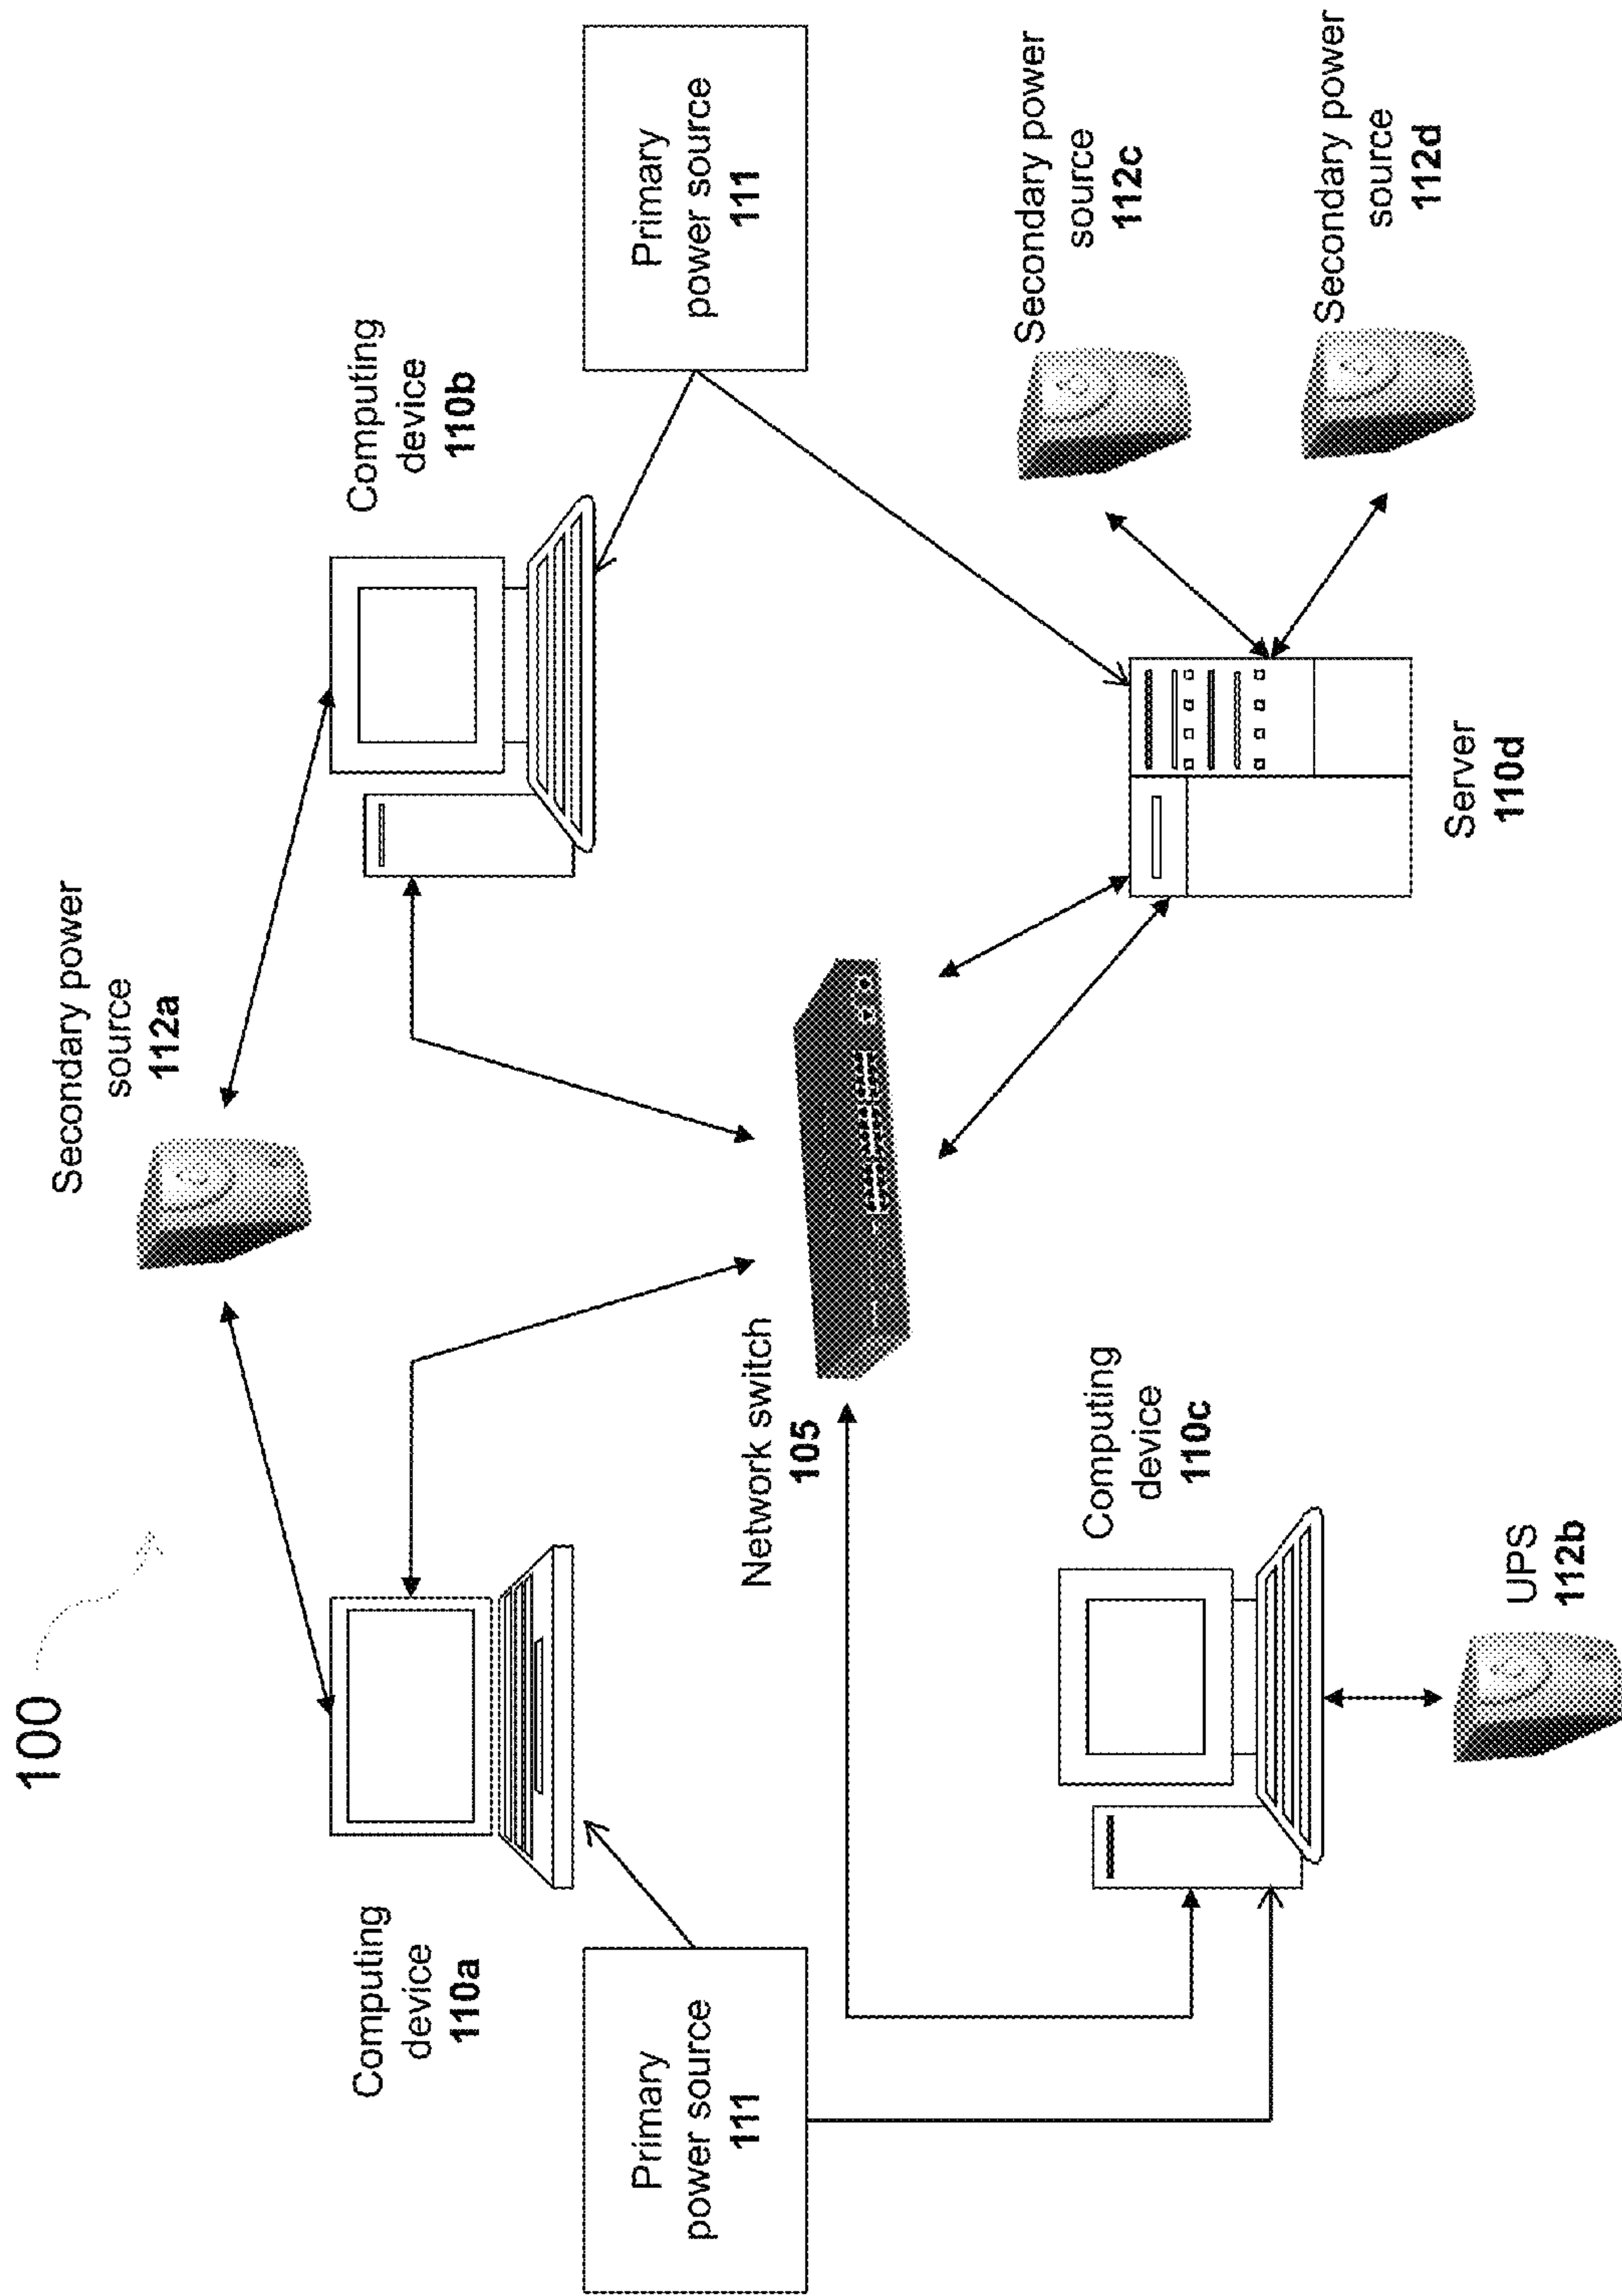 100
Secondary power
source
112a
Computing
device
110a
Computing
device
110b
Primary
power source
111
Primary
power source
111
Network switch
105
Computing
device
110c
UPS
112b
Server
110d
Secondary power
source
112c
Secondary power
source
112d